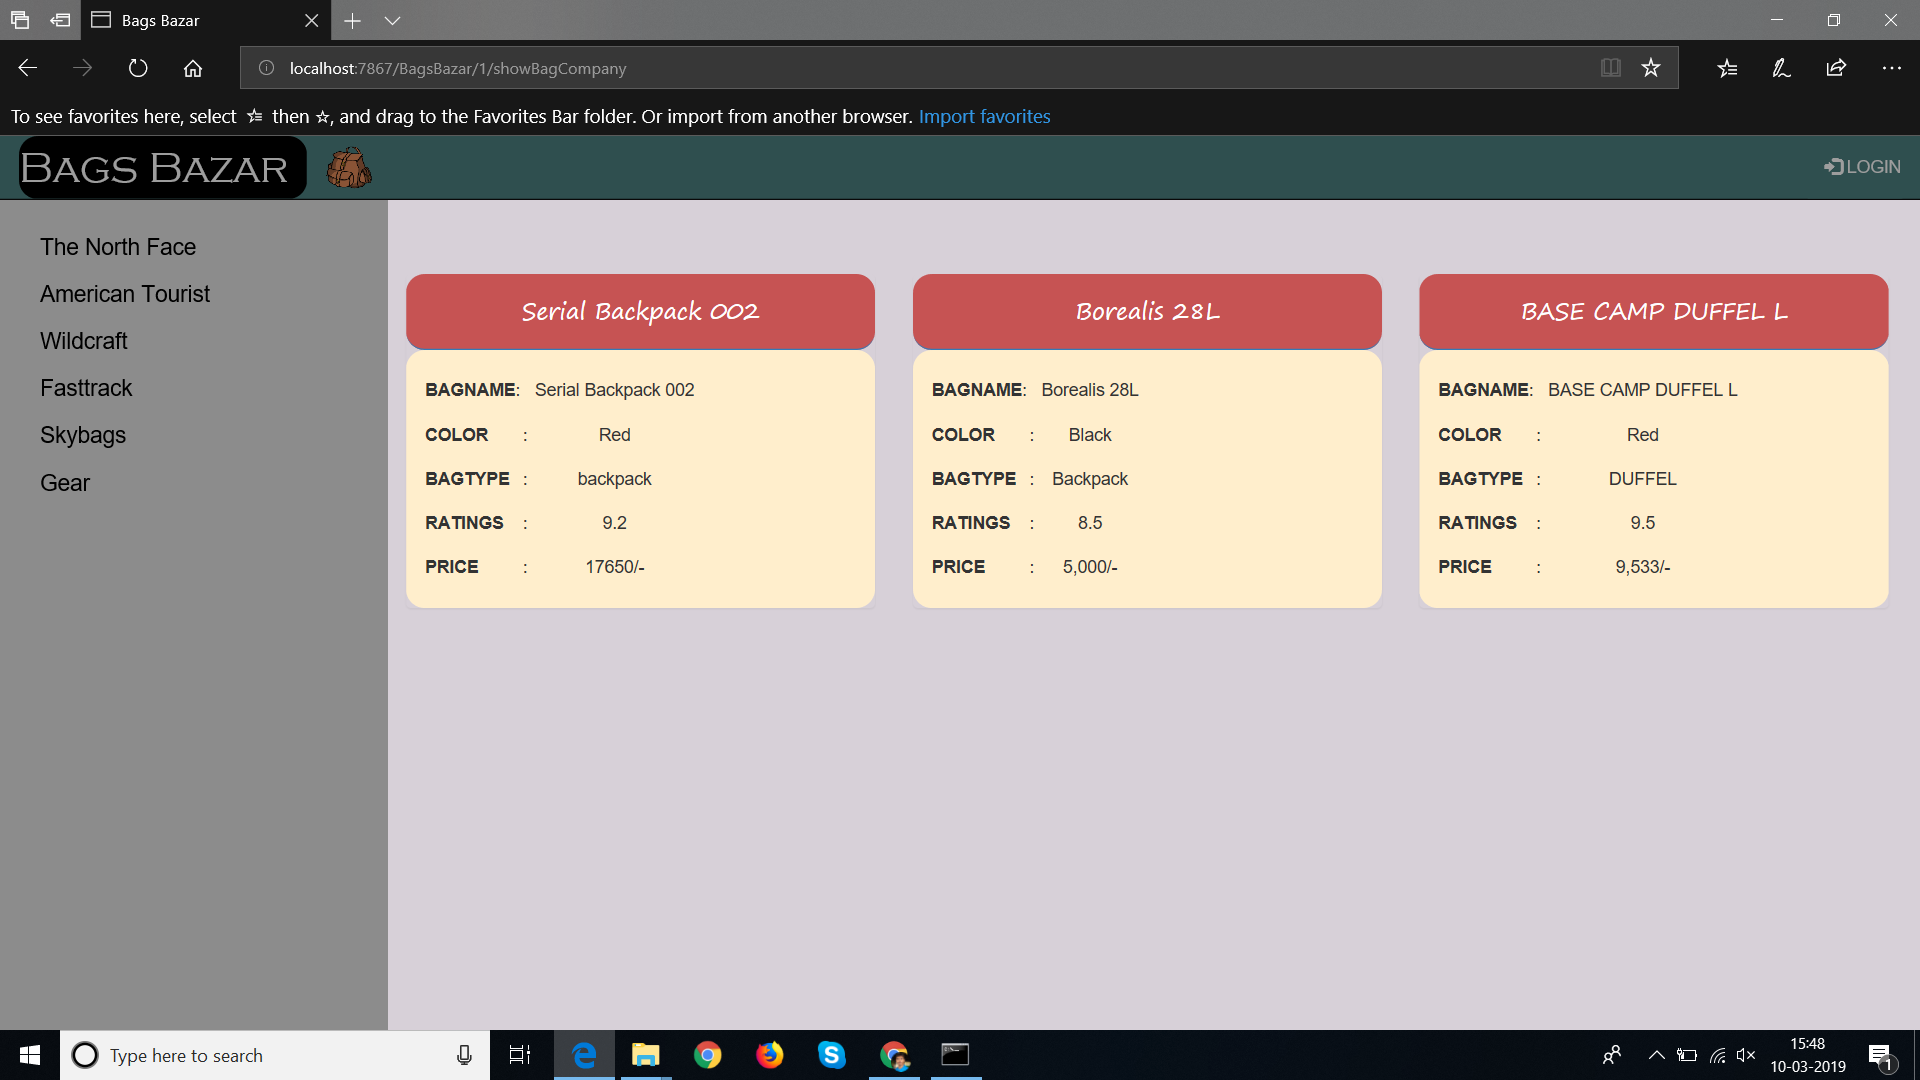 Bags Bazar
localhost:7867/BagsBazar/1/showBagCompany
To see favorites here, select then ☆, and drag to the Favorites Bar folder. Or import from another browser. Import favorites
BAGS BAZAR
LOGIN
The North Face
American Tourist
Wildcraft
Fasttrack
Skybags
Gear
Serial Backpack 002
BAGNAME: Serial Backpack 002
COLOR : Red
BAGTYPE : backpack
RATINGS : 9.2
PRICE : 17650/-
Borealis 28L
BAGNAME: Borealis 28L
COLOR : Black
BAGTYPE : Backpack
RATINGS : 8.5
PRICE : 5,000/-
BASE CAMP DUFFEL L
BAGNAME: BASE CAMP DUFFEL L
COLOR : Red
BAGTYPE : DUFFEL
RATINGS : 9.5
PRICE : 9,533/-
Type here to search
15:48
10-03-2019
1